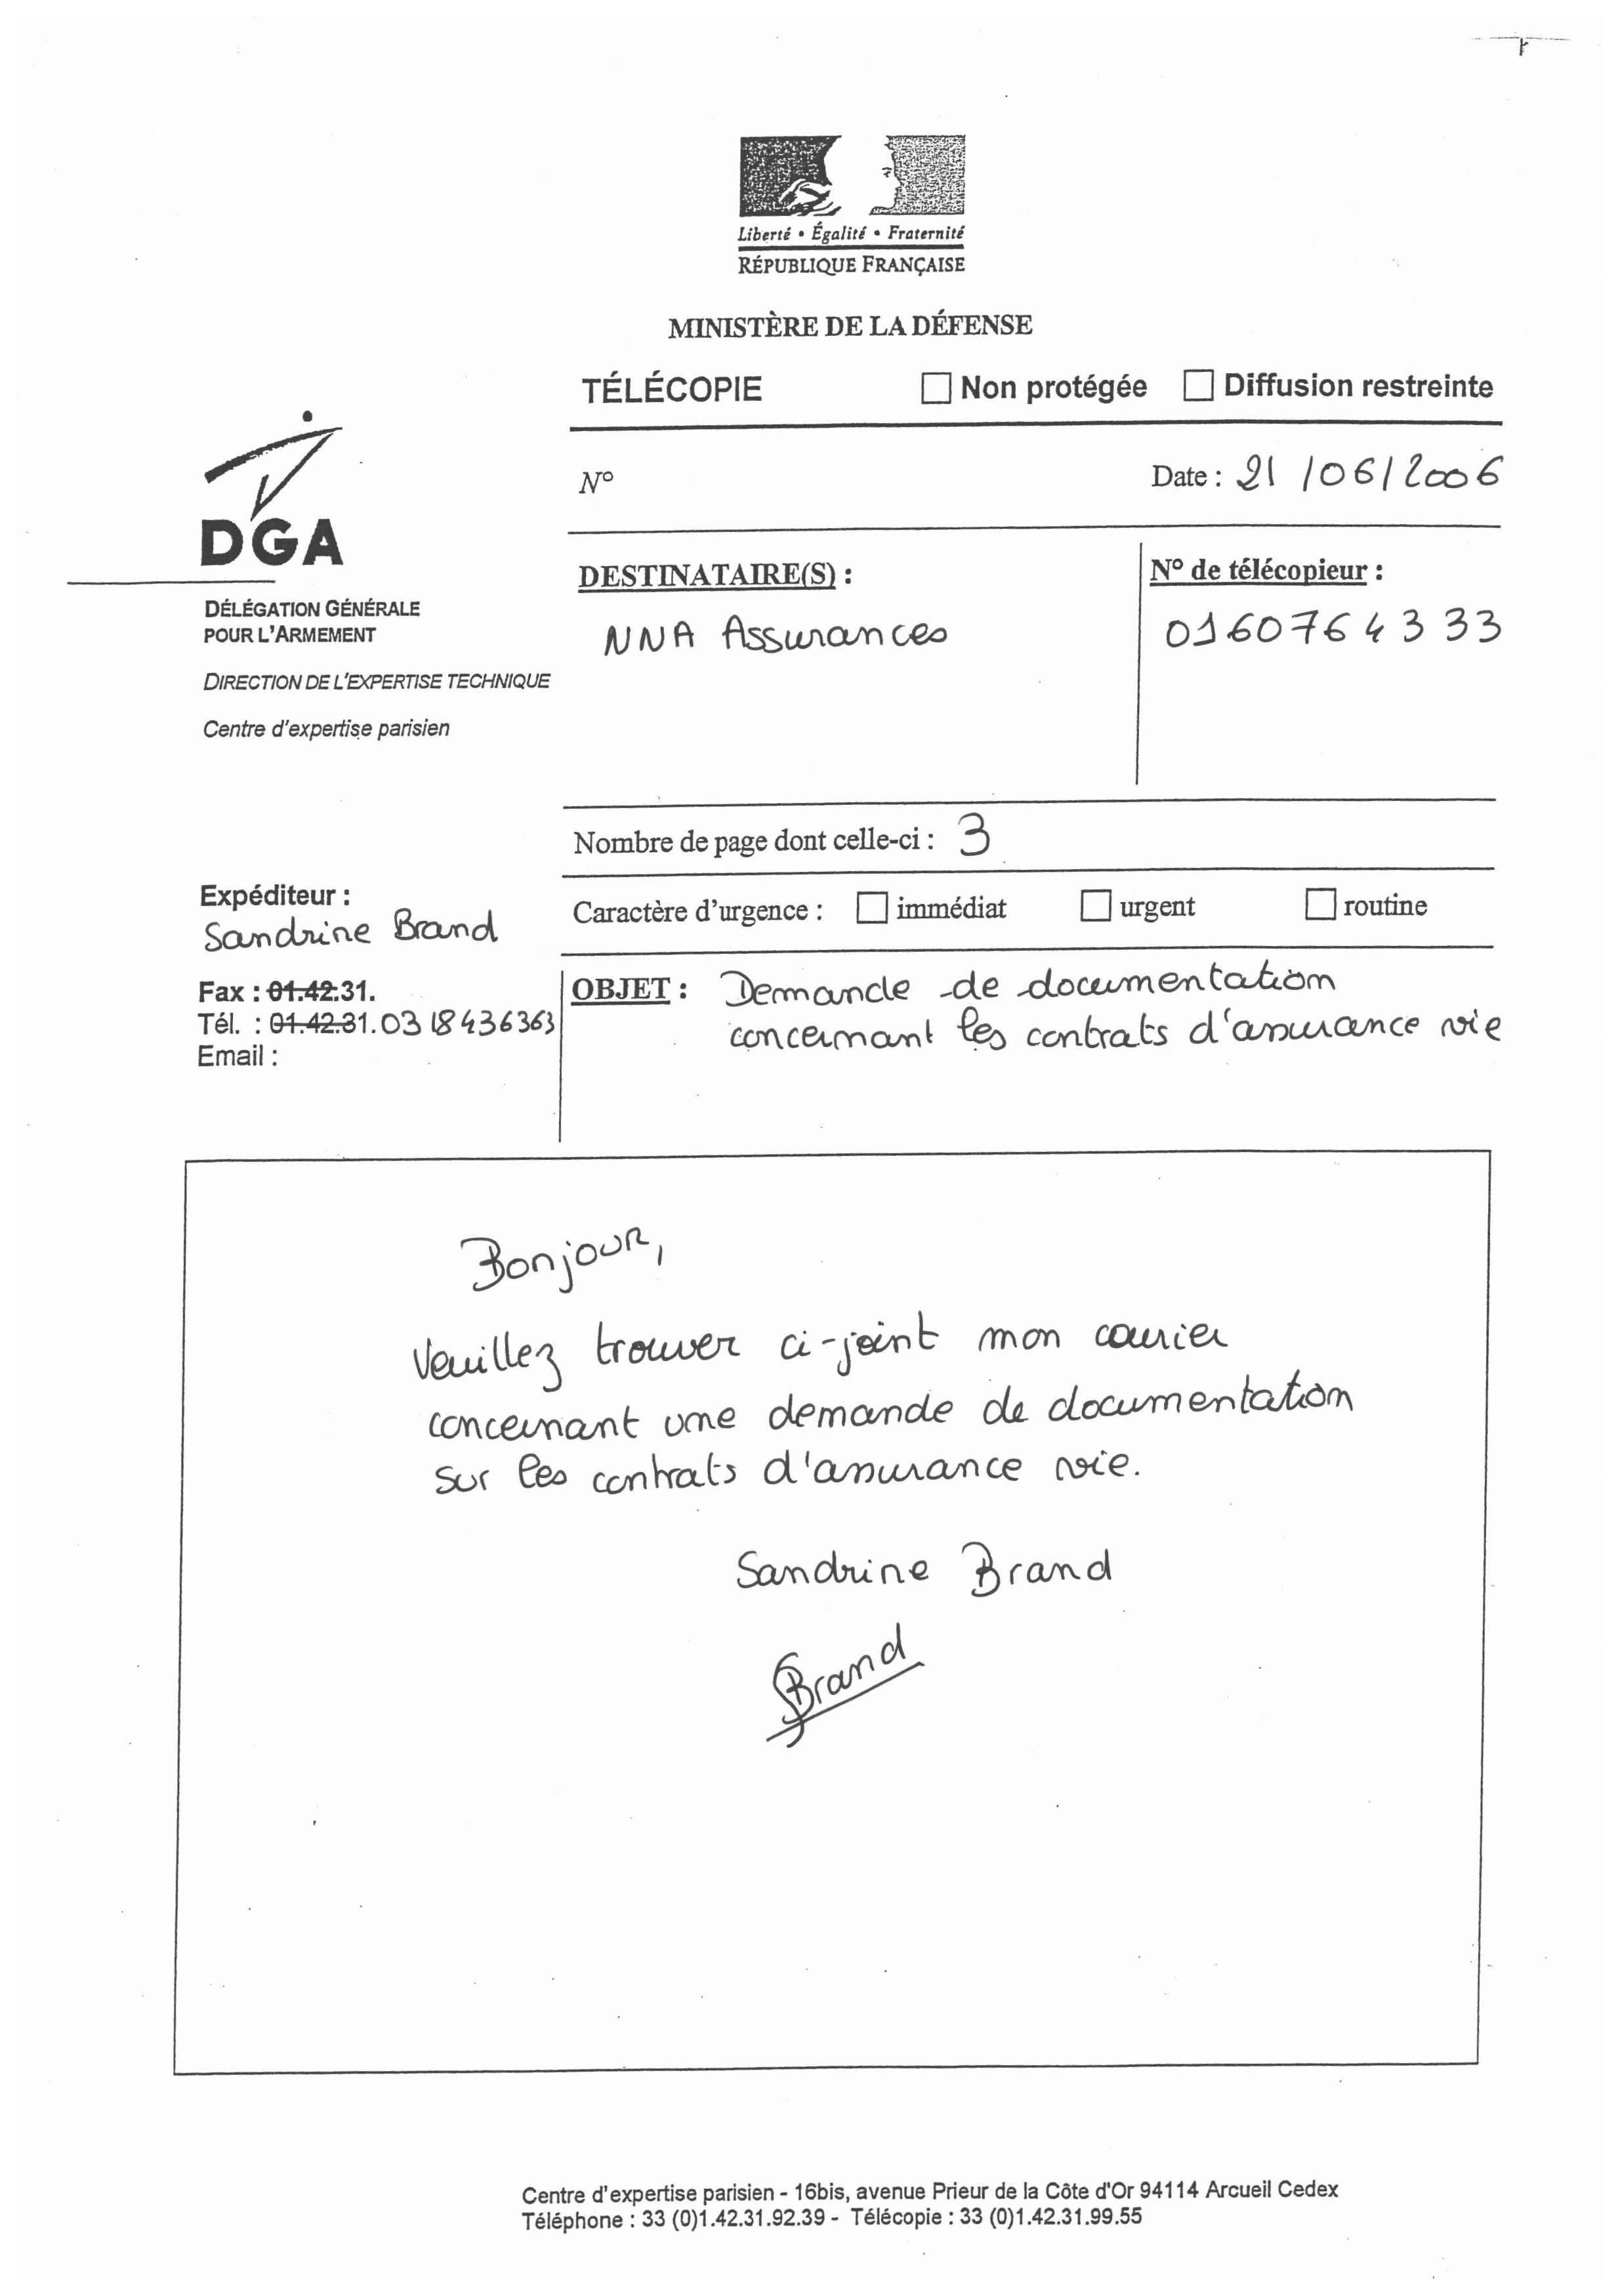 Liberté • Égalité • Fraternité
RÉPUBLIQUE FRANÇAISE
MINISTÈRE DE LA DÉFENSE
TÉLÉCOPIE Non protégée Diffusion restreinte
N° Date : 21/06/2006
DGA
DÉLÉGATION GÉNÉRALE
POUR L'ARMEMENT
DIRECTION DE L'EXPERTISE TECHNIQUE
Centre d'expertise parisien
DESTINATAIRE(S) : N° de télécopieur :
NNA Assurances 0160764333
Nombre de page dont celle-ci : 3
Expéditeur :
Sandrine Brand
Caractère d'urgence : immédiat urgent routine
Fax : 01.42.31.
Tél. : 01.42.31.0318436363
Email :
OBJET : Demande de documentation
concernant les contrats d'assurance vie
Bonjour,
Veuillez trouver ci-joint mon courier
concernant une demande de documentation
sur les contrats d'assurance vie.
Sandrine Brand
SBrand
Centre d'expertise parisien - 16bis, avenue Prieur de la Côte d'Or 94114 Arcueil Cedex
Téléphone : 33 (0)1.42.31.92.39 - Télécopie : 33 (0)1.42.31.99.55